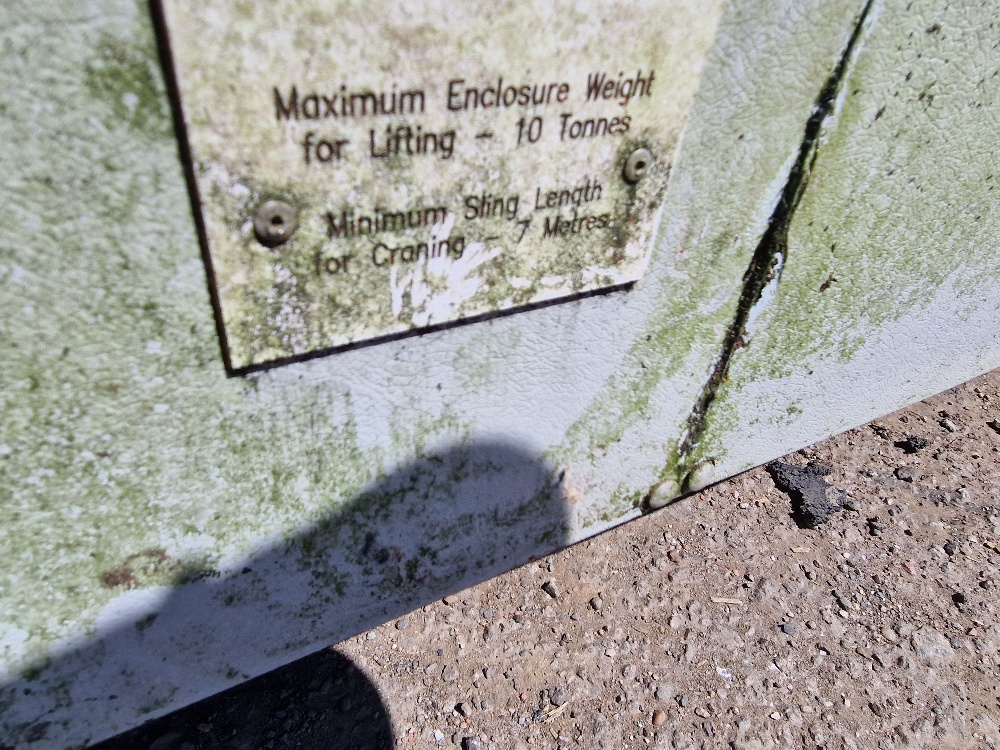 Maximum Enclosure Weight
for Lifting - 10 Tonnes
Minimum Sling Length
for Craning - 7 Metres